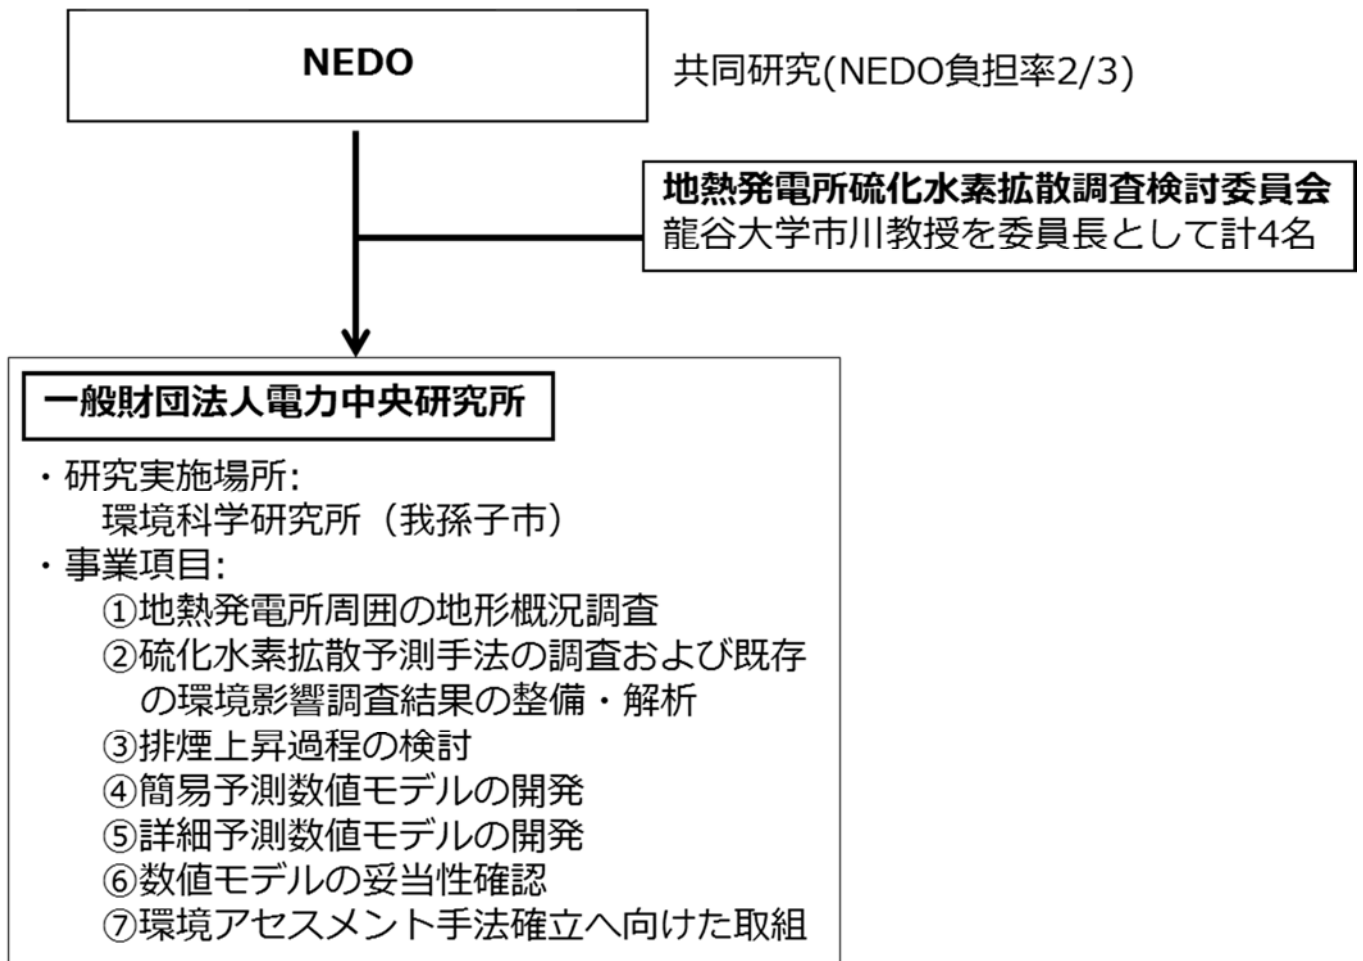 NEDO
共同研究(NEDO負担率2/3)
地熱発電所硫化水素拡散調査検討委員会
龍谷大学市川教授を委員長として計4名
一般財団法人電力中央研究所
・研究実施場所:
環境科学研究所（我孫子市）
・事業項目:
①地熱発電所周囲の地形概況調査
②硫化水素拡散予測手法の調査および既存
の環境影響調査結果の整備・解析
③排煙上昇過程の検討
④簡易予測数値モデルの開発
⑤詳細予測数値モデルの開発
⑥数値モデルの妥当性確認
⑦環境アセスメント手法確立へ向けた取組